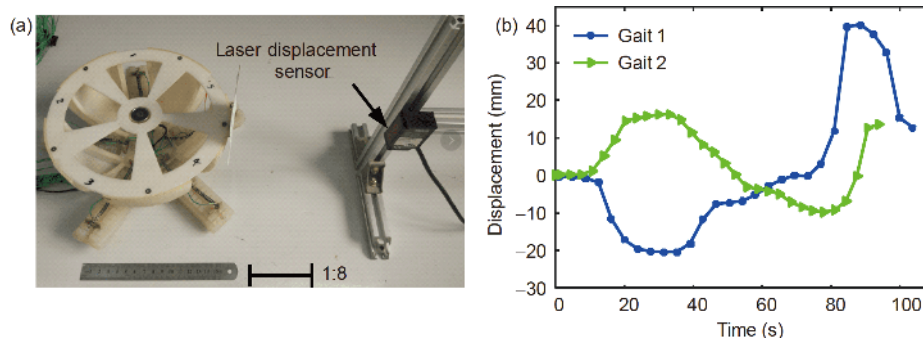 (a)
Laser displacement
sensor
1:8
(b)
Displacement (mm)
40
30
20
10
0
−10
−20
−30
Gait 1
Gait 2
0
20
40
60
80
100
Time (s)